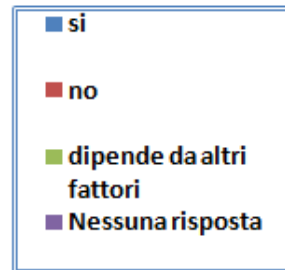 si
no
dipende da altri
fattori
Nessuna risposta